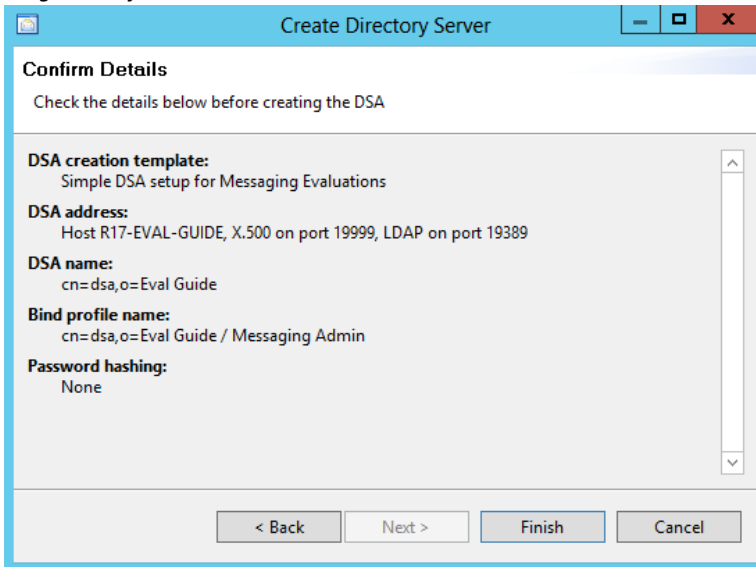 Create Directory Server
Confirm Details
Check the details below before creating the DSA
DSA creation template:
Simple DSA setup for Messaging Evaluations
DSA address:
Host R17-EVAL-GUIDE, X.500 on port 19999, LDAP on port 19389
DSA name:
cn=dsa,o=Eval Guide
Bind profile name:
cn=dsa,o=Eval Guide / Messaging Admin
Password hashing:
None
< Back Next > Finish Cancel